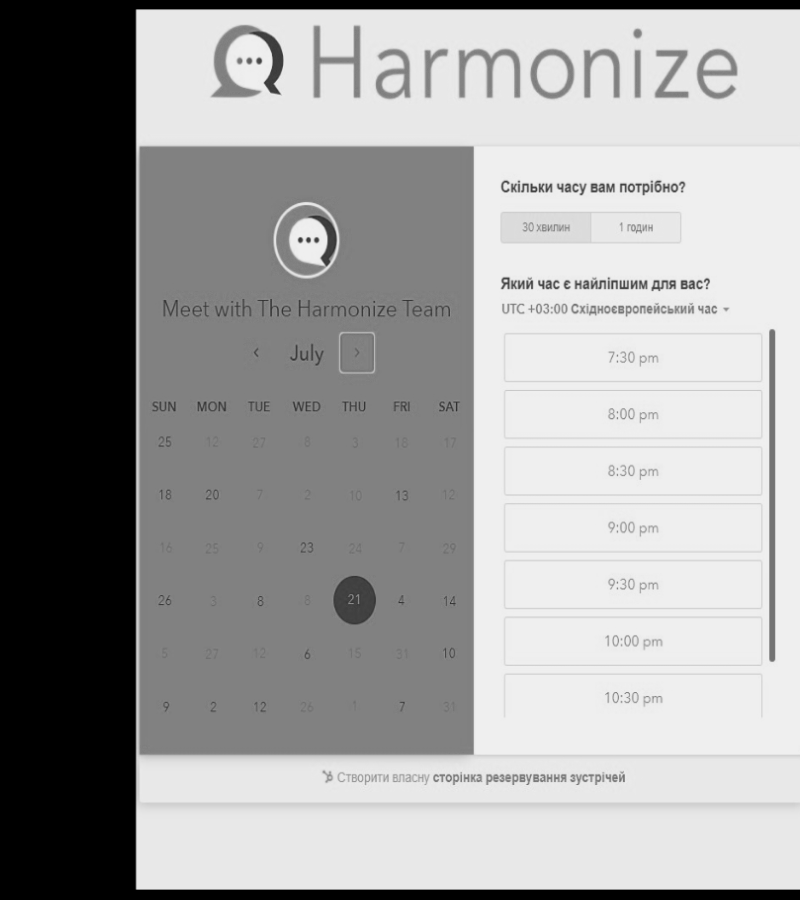 Harmonize
Meet with The Harmonize Team
‹ July ›
SUN MON TUE WED THU FRI SAT
25 12 27 8 3 18 17
18 20 7 2 10 13 12
16 25 9 23 24 7 29
26 3 8 8 21 4 14
5 27 12 6 15 31 10
9 2 12 26 1 7 31
Скільки часу вам потрібно?
30 хвилин 1 годин
Який час є найліпшим для вас?
UTC +03:00 Східноєвропейський час
7:30 pm
8:00 pm
8:30 pm
9:00 pm
9:30 pm
10:00 pm
10:30 pm
Створити власну сторінка резервування зустрічей